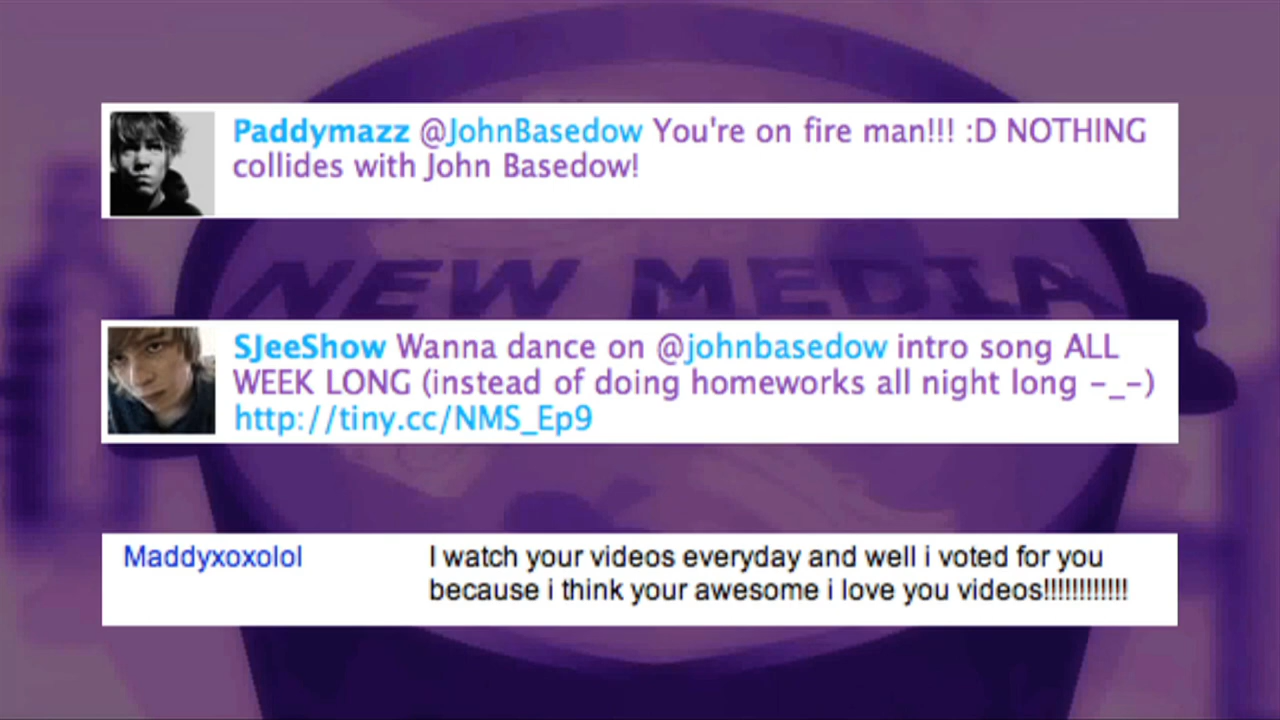 Paddymazz @JohnBasedow You're on fire man!!! :D NOTHING
collides with John Basedow!
NEW MEDIA
SJeeShow Wanna dance on @johnbasedow intro song ALL
WEEK LONG (instead of doing homeworks all night long -_-)
http://tiny.cc/NMS_Ep9
Maddyxoxolol I watch your videos everyday and well i voted for you
because i think your awesome i love you videos!!!!!!!!!!!!